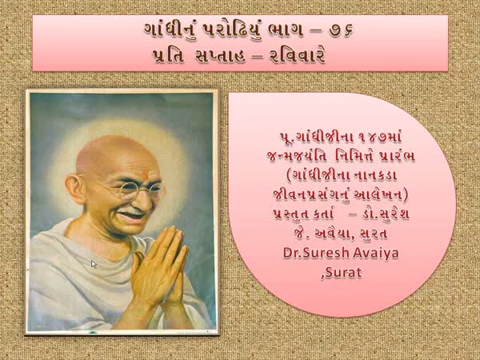 ગાંધીનું પરોઢિયું ભાગ – ૭૬
પ્રતિ સપ્તાહ – રવિવારે
પૂ.ગાંધીજીના ૧૪૭માં
જન્મજયંતિ નિમિત્તે પ્રારંભ
(ગાંધીજીના નાનકડા
જીવનપ્રસંગનું આલેખન)
પ્રસ્તુત કર્તા – ડો.સુરેશ
જે. અવૈયા, સુરત
Dr.Suresh Avaiya
,Surat